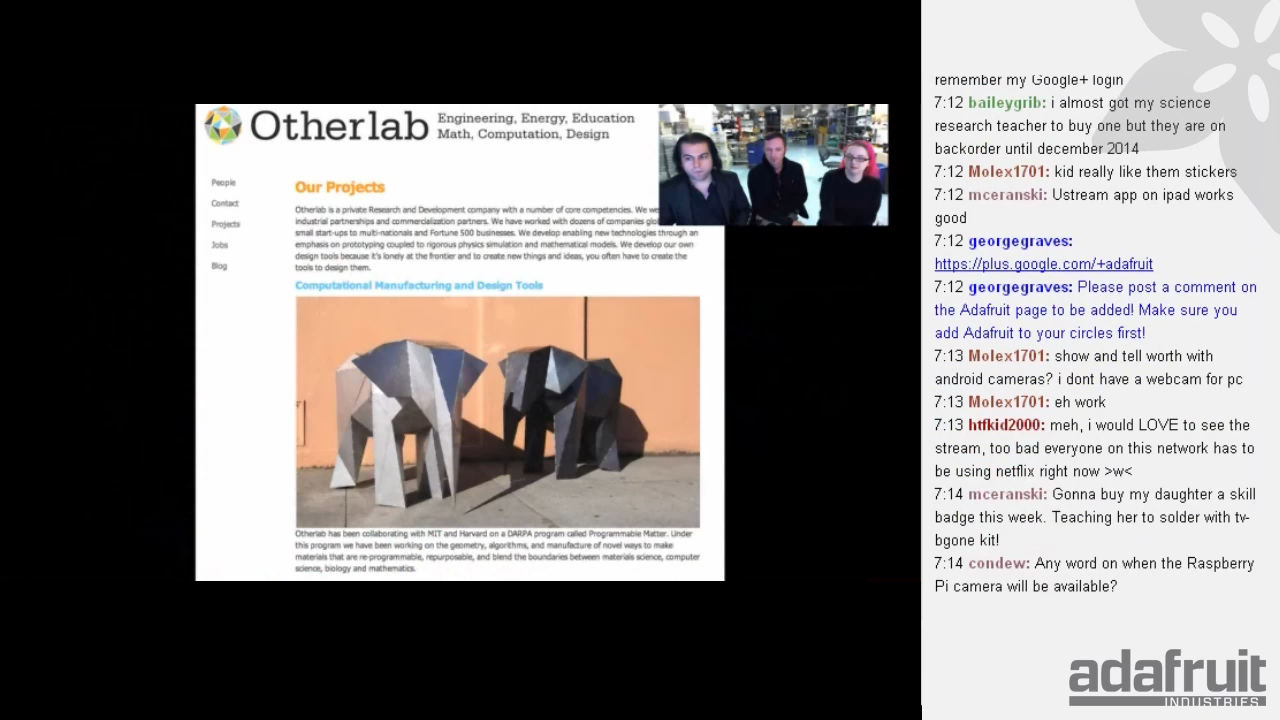 Otherlab
Engineering, Energy, Education
Math, Computation, Design
People
Contact
Projects
Jobs
Blog
Our Projects
Otherlab is a private Research and Development company with a number of core competencies. We we
industrial partnerships and commercialization partners. We have worked with dozens of companies glo
small start-ups to multi-nationals and Fortune 500 businesses. We develop enabling new technologies through an
emphasis on prototyping coupled to rigorous physics simulation and mathematical models. We develop our own
design tools because it's lonely at the frontier and to create new things and ideas, you often have to create the
tools to design them.
Computational Manufacturing and Design Tools
Otherlab has been collaborating with MIT and Harvard on a DARPA program called Programmable Matter. Under
this program we have been working on the geometry, algorithms, and manufacture of novel ways to make
materials that are re-programmable, repurposable, and blend the boundaries between materials science, computer
science, biology and mathematics.
remember my Google+ login
7:12 baileygrib: i almost got my science
research teacher to buy one but they are on
backorder until december 2014
7:12 Molex1701: kid really like them stickers
7:12 mceranski: Ustream app on ipad works
good
7:12 georgegraves:
https://plus.google.com/+adafruit
7:12 georgegraves: Please post a comment on
the Adafruit page to be added! Make sure you
add Adafruit to your circles first!
7:13 Molex1701: show and tell worth with
android cameras? i dont have a webcam for pc
7:13 Molex1701: eh work
7:13 htfkid2000: meh, i would LOVE to see the
stream, too bad everyone on this network has to
be using netflix right now >w<
7:14 mceranski: Gonna buy my daughter a skill
badge this week. Teaching her to solder with tv-
bgone kit!
7:14 condew: Any word on when the Raspberry
Pi camera will be available?
adafruit
INDUSTRIES